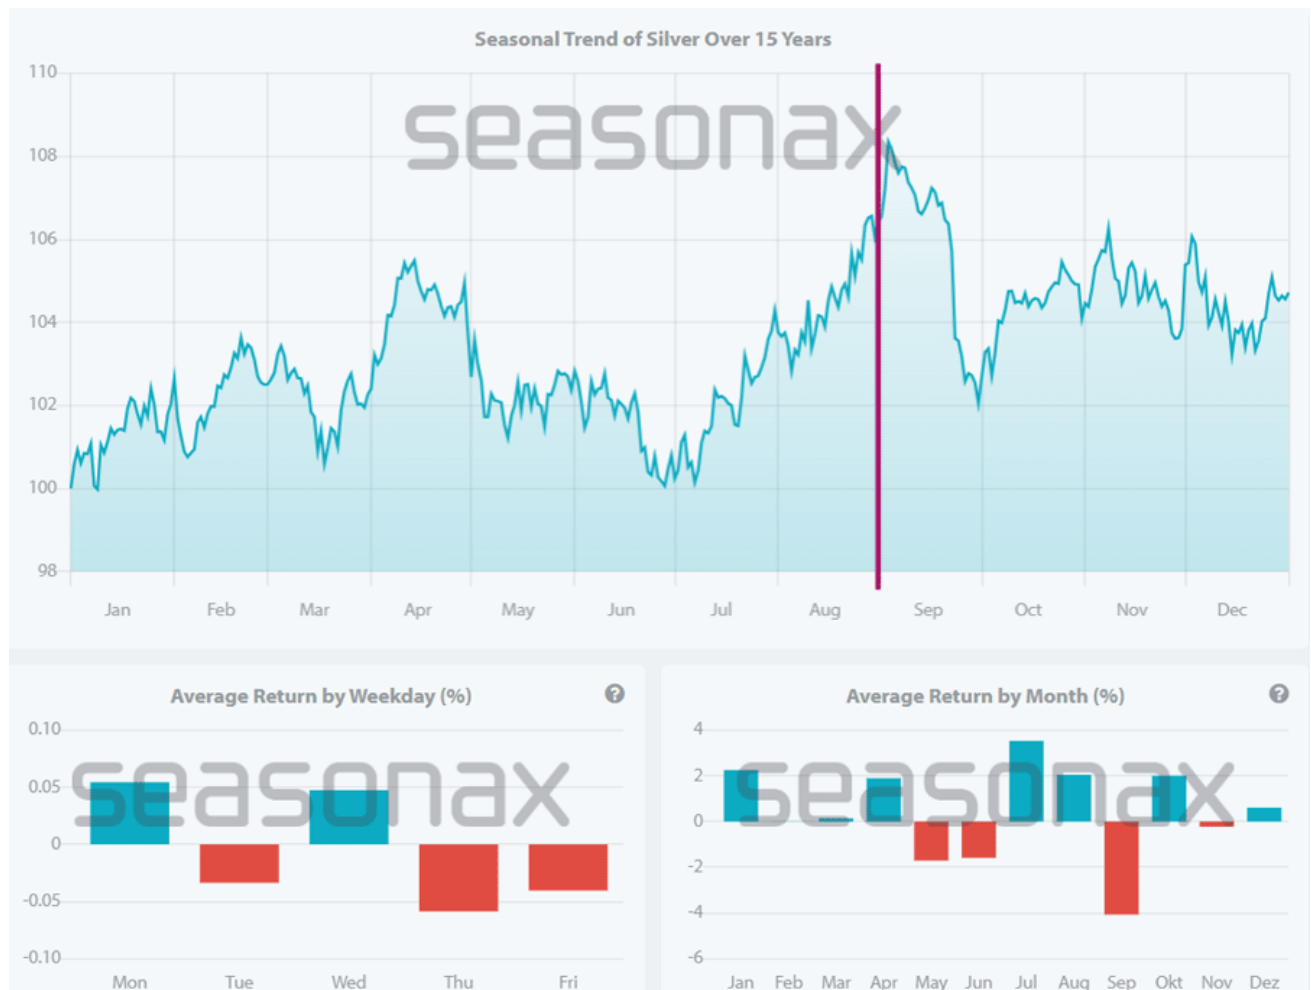 Seasonal Trend of Silver Over 15 Years
110
seasonax
108
106
104
102
100
98
Jan Feb Mar Apr May Jun Jul Aug Sep Oct Nov Dec
Average Return by Weekday (%) ?
0.10
seasonax
0.05
0
-0.05
-0.10
Mon Tue Wed Thu Fri
Average Return by Month (%) ?
4
seasonax
2
0
-2
-4
-6
Jan Feb Mar Apr May Jun Jul Aug Sep Okt Nov Dez